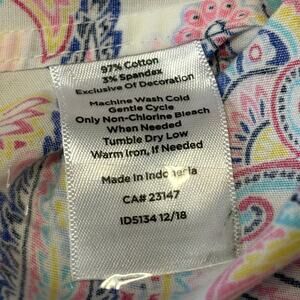 97% Cotton
3% Spandex
Exclusive Of Decoration
Machine Wash Cold
Gentle Cycle
Only Non-Chlorine Bleach
When Needed
Tumble Dry Low
Warm iron, If Needed
Made in Indonesia
CA# 23147
ID5134 12/18